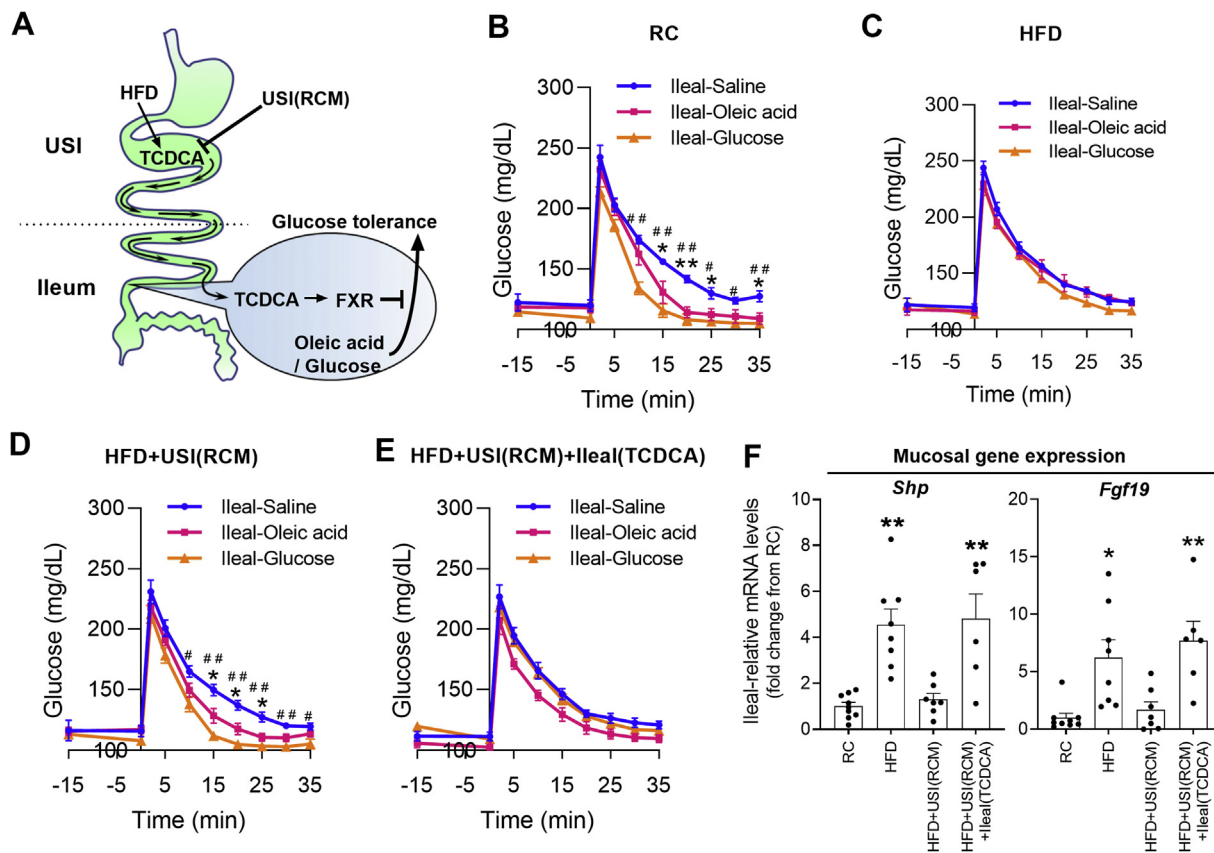 A
HFD
USI(RCM)
USI
TCDCA
Glucose tolerance
Ileum
TCDCA
FXR
Oleic acid
/ Glucose
B
RC
Ileal-Saline
Ileal-Oleic acid
Ileal-Glucose
Glucose (mg/dL)
300
250
200
150
100
## ## ## # # ##
* ** * *
-15 -5 5 15 25 35
Time (min)
C
HFD
Ileal-Saline
Ileal-Oleic acid
Ileal-Glucose
Glucose (mg/dL)
300
250
200
150
100
-15 -5 5 15 25 35
Time (min)
D
HFD+USI(RCM)
Ileal-Saline
Ileal-Oleic acid
Ileal-Glucose
Glucose (mg/dL)
300
250
200
150
100
# ## ## ## ## #
* * *
-15 -5 5 15 25 35
Time (min)
E
HFD+USI(RCM)+Ileal(TCDCA)
Ileal-Saline
Ileal-Oleic acid
Ileal-Glucose
Glucose (mg/dL)
300
250
200
150
100
-15 -5 5 15 25 35
Time (min)
F
Mucosal gene expression
Shp
Ileal-relative mRNA levels
(fold change from RC)
10
8
6
4
2
0
**
**
RC
HFD
HFD+USI(RCM)
HFD+USI(RCM)
+Ileal(TCDCA)
Fgf19
20
15
10
5
0
*
**
RC
HFD
HFD+USI(RCM)
HFD+USI(RCM)
+Ileal(TCDCA)